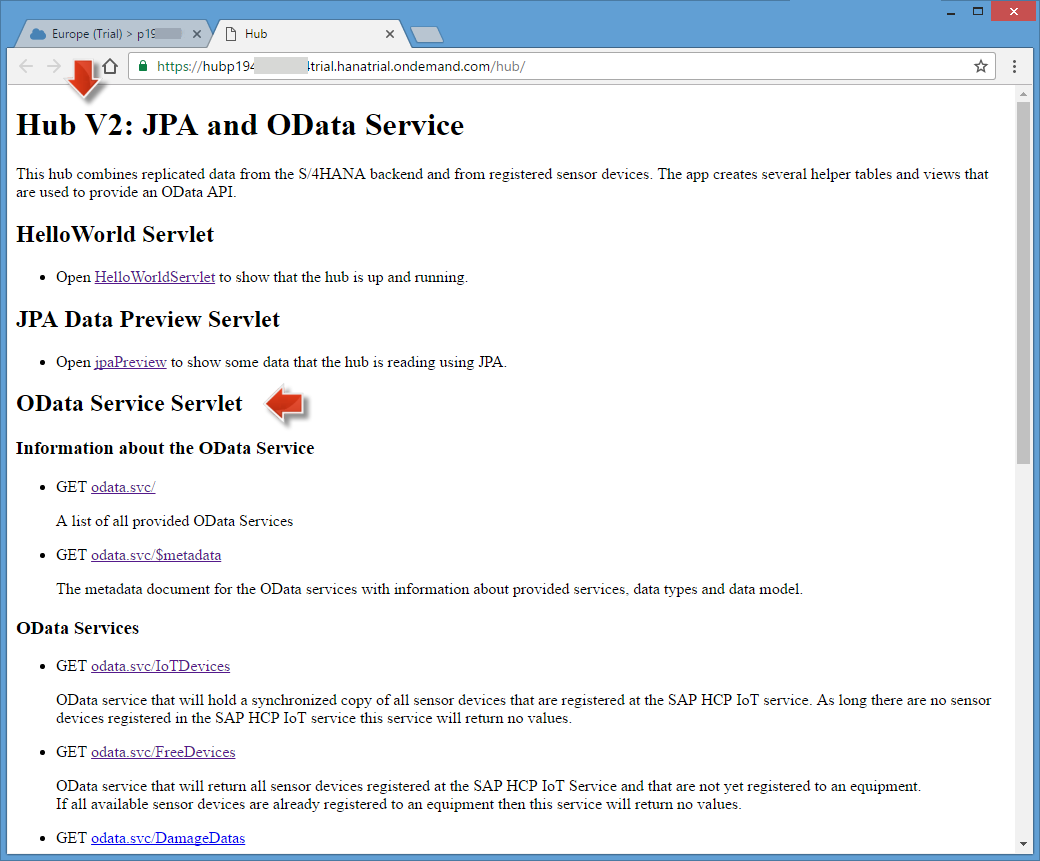 Europe (Trial) > p19
Hub
https://hubp194 4trial.hanatrial.ondemand.com/hub/
Hub V2: JPA and OData Service
This hub combines replicated data from the S/4HANA backend and from registered sensor devices. The app creates several helper tables and views that
are used to provide an OData API.
HelloWorld Servlet
• Open HelloWorldServlet to show that the hub is up and running.
JPA Data Preview Servlet
• Open jpaPreview to show some data that the hub is reading using JPA.
OData Service Servlet
Information about the OData Service
• GET odata.svc/
A list of all provided OData Services
• GET odata.svc/$metadata
The metadata document for the OData services with information about provided services, data types and data model.
OData Services
• GET odata.svc/IoTDevices
OData service that will hold a synchronized copy of all sensor devices that are registered at the SAP HCP IoT service. As long there are no sensor
devices registered in the SAP HCP IoT service this service will return no values.
• GET odata.svc/FreeDevices
OData service that will return all sensor devices registered at the SAP HCP IoT Service and that are not yet registered to an equipment.
If all available sensor devices are already registered to an equipment then this service will return no values.
• GET odata.svc/DamageDatas